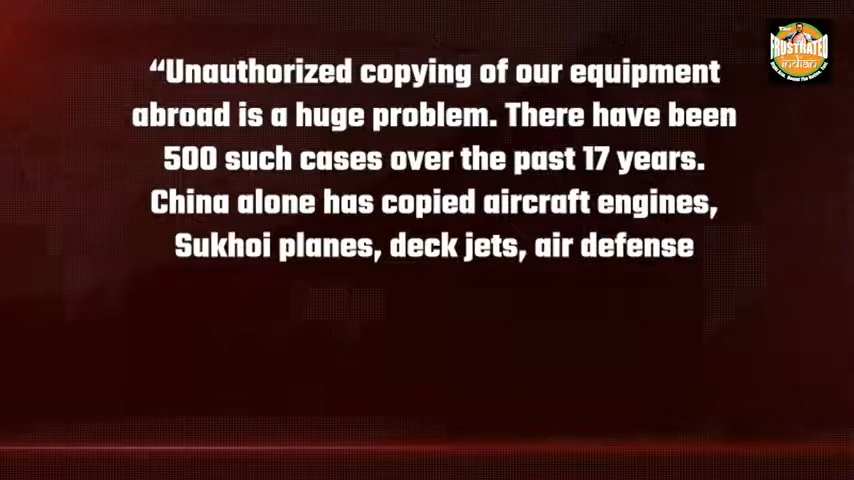 The
FRUSTRATED
indian
“Unauthorized copying of our equipment
abroad is a huge problem. There have been
500 such cases over the past 17 years.
China alone has copied aircraft engines,
Sukhoi planes, deck jets, air defense